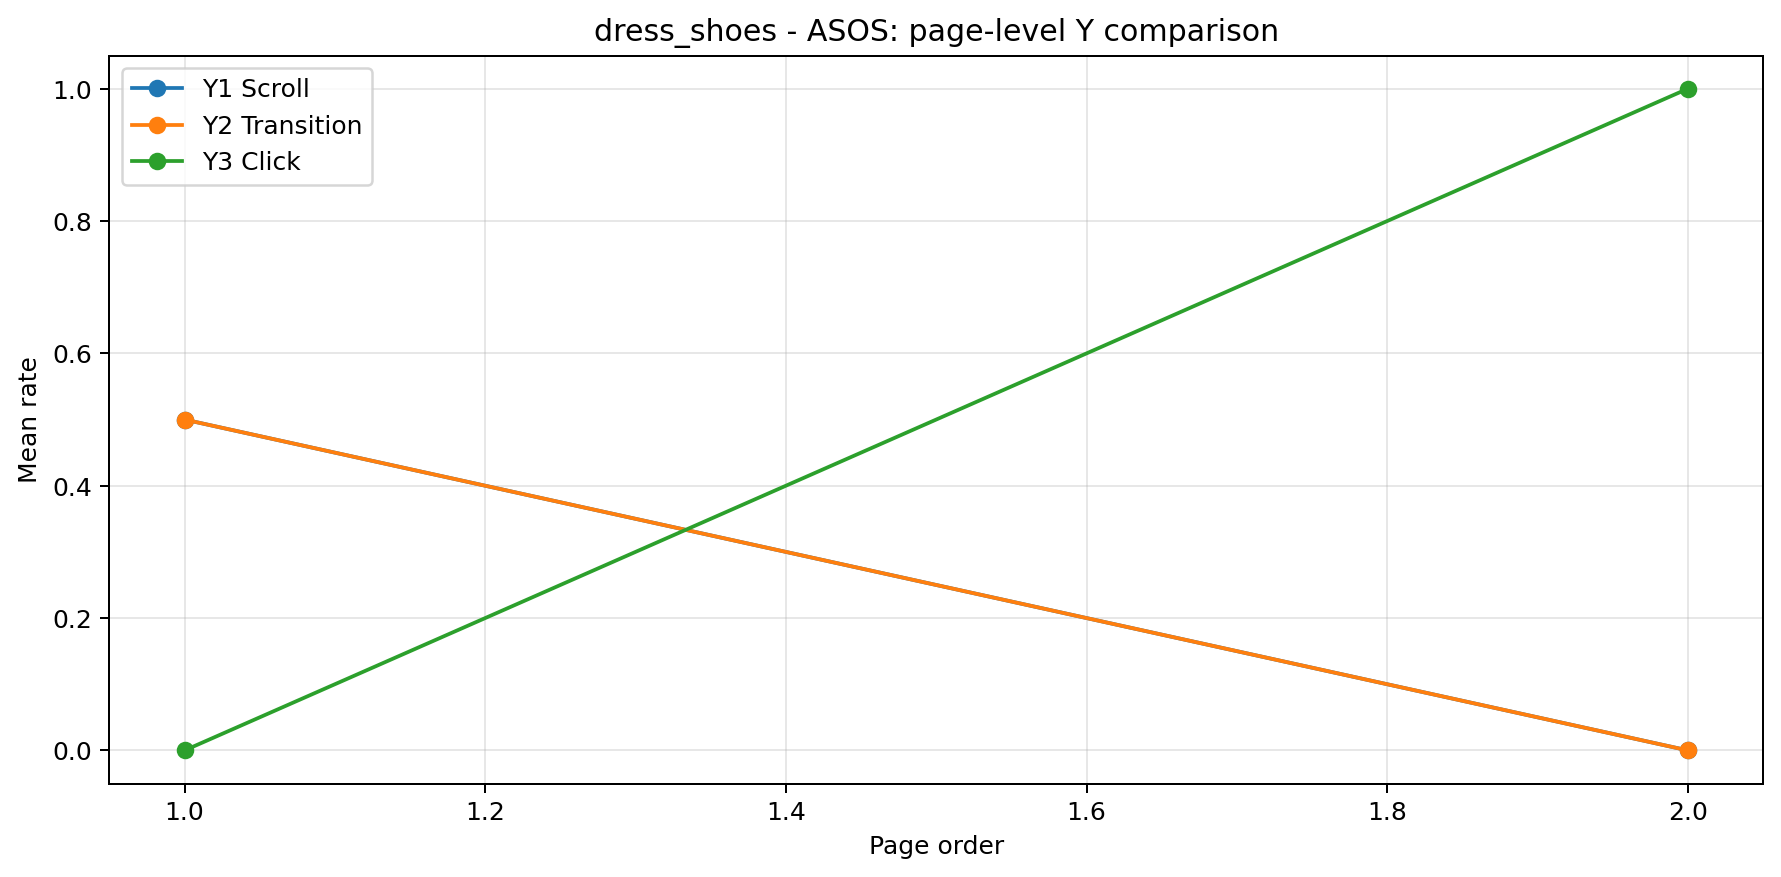 dress_shoes - ASOS: page-level Y comparison
Y1 Scroll
Y2 Transition
Y3 Click
Mean rate
1.0
0.8
0.6
0.4
0.2
0.0
1.0 1.2 1.4 1.6 1.8 2.0
Page order